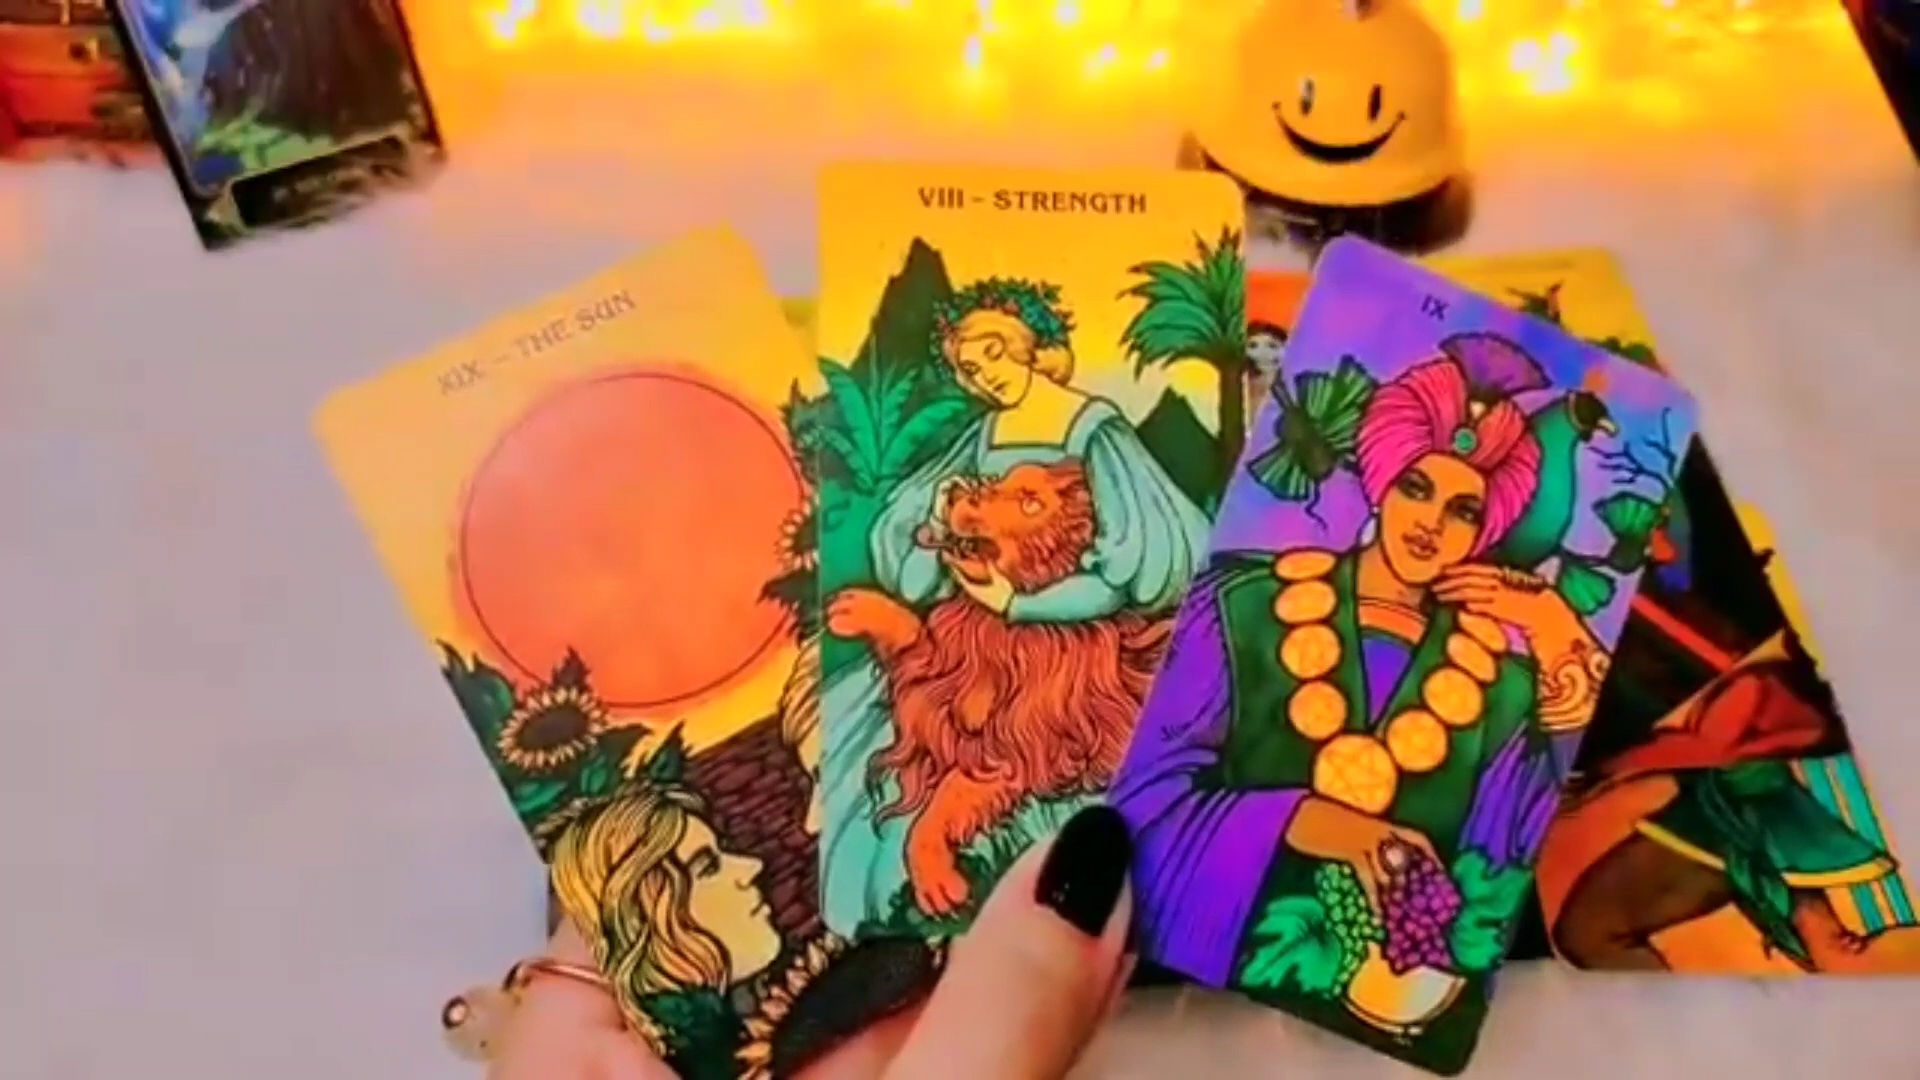 VIII – STRENGTH
XIX – THE SUN
IX